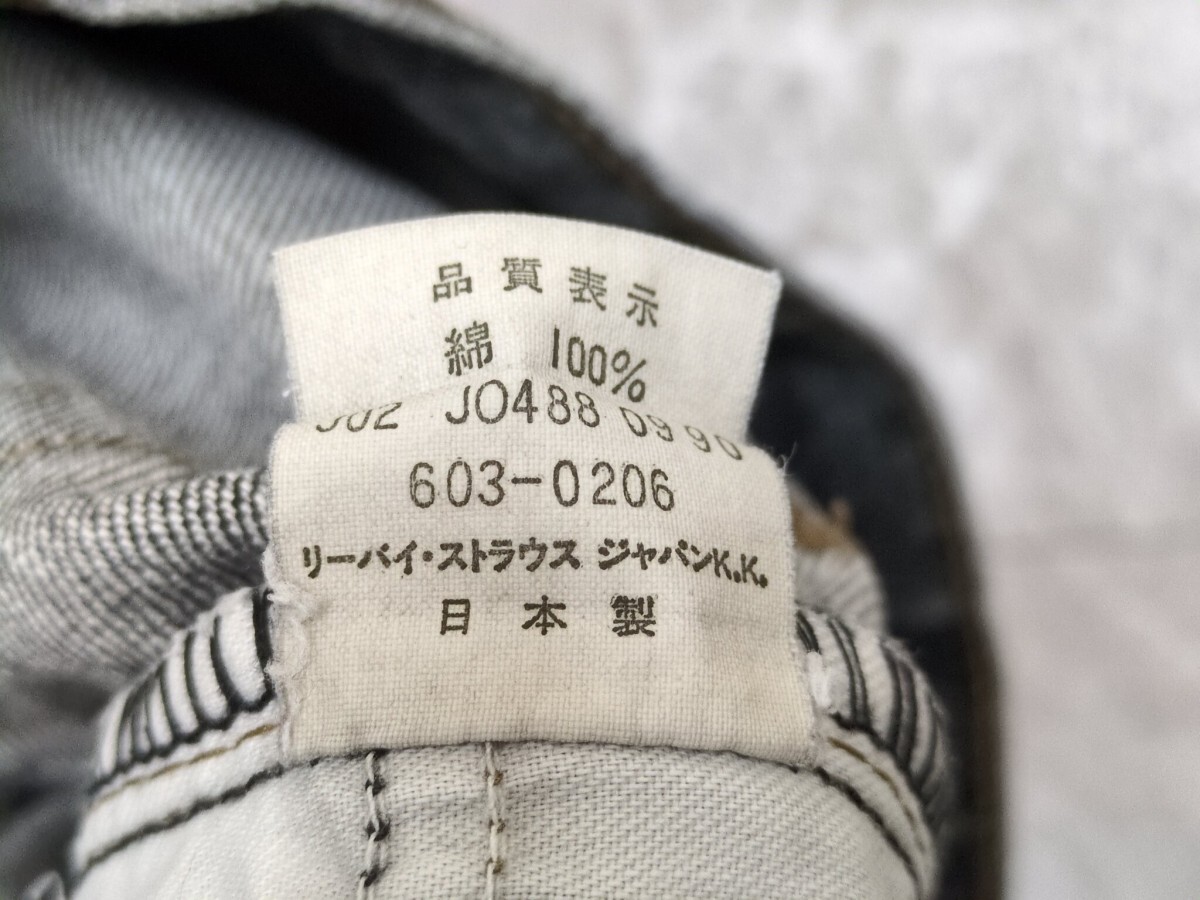 品質表示
綿 100%
J02 J0488 0990
603-0206
リーバイ・ストラウス ジャパンK.K.
日本製